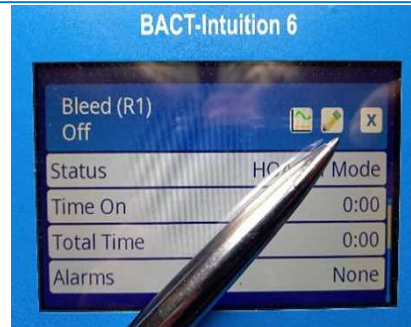 BACT-Intuition 6
Bleed (R1)
Off
X
Status Mode
Time On 0:00
Total Time 0:00
Alarms None